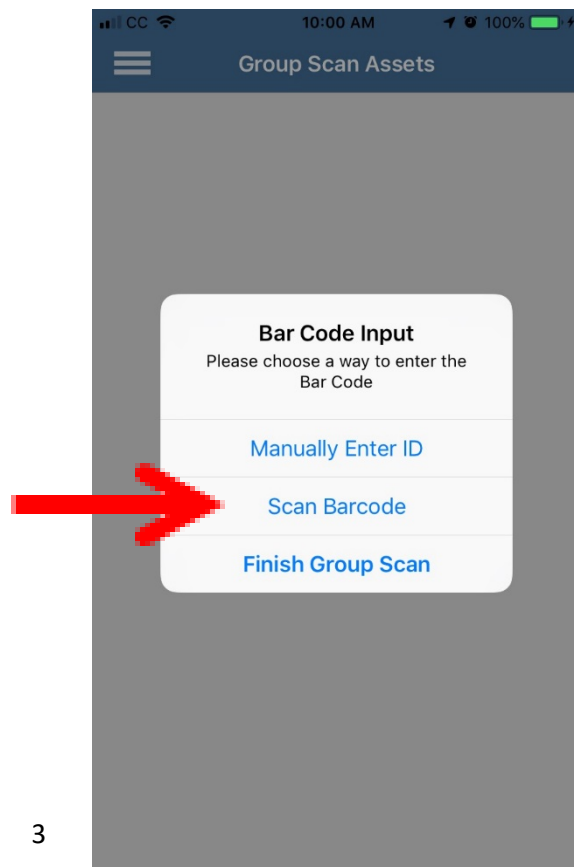 CC 10:00 AM 100%
Group Scan Assets
Bar Code Input
Please choose a way to enter the
Bar Code
Manually Enter ID
Scan Barcode
Finish Group Scan
3